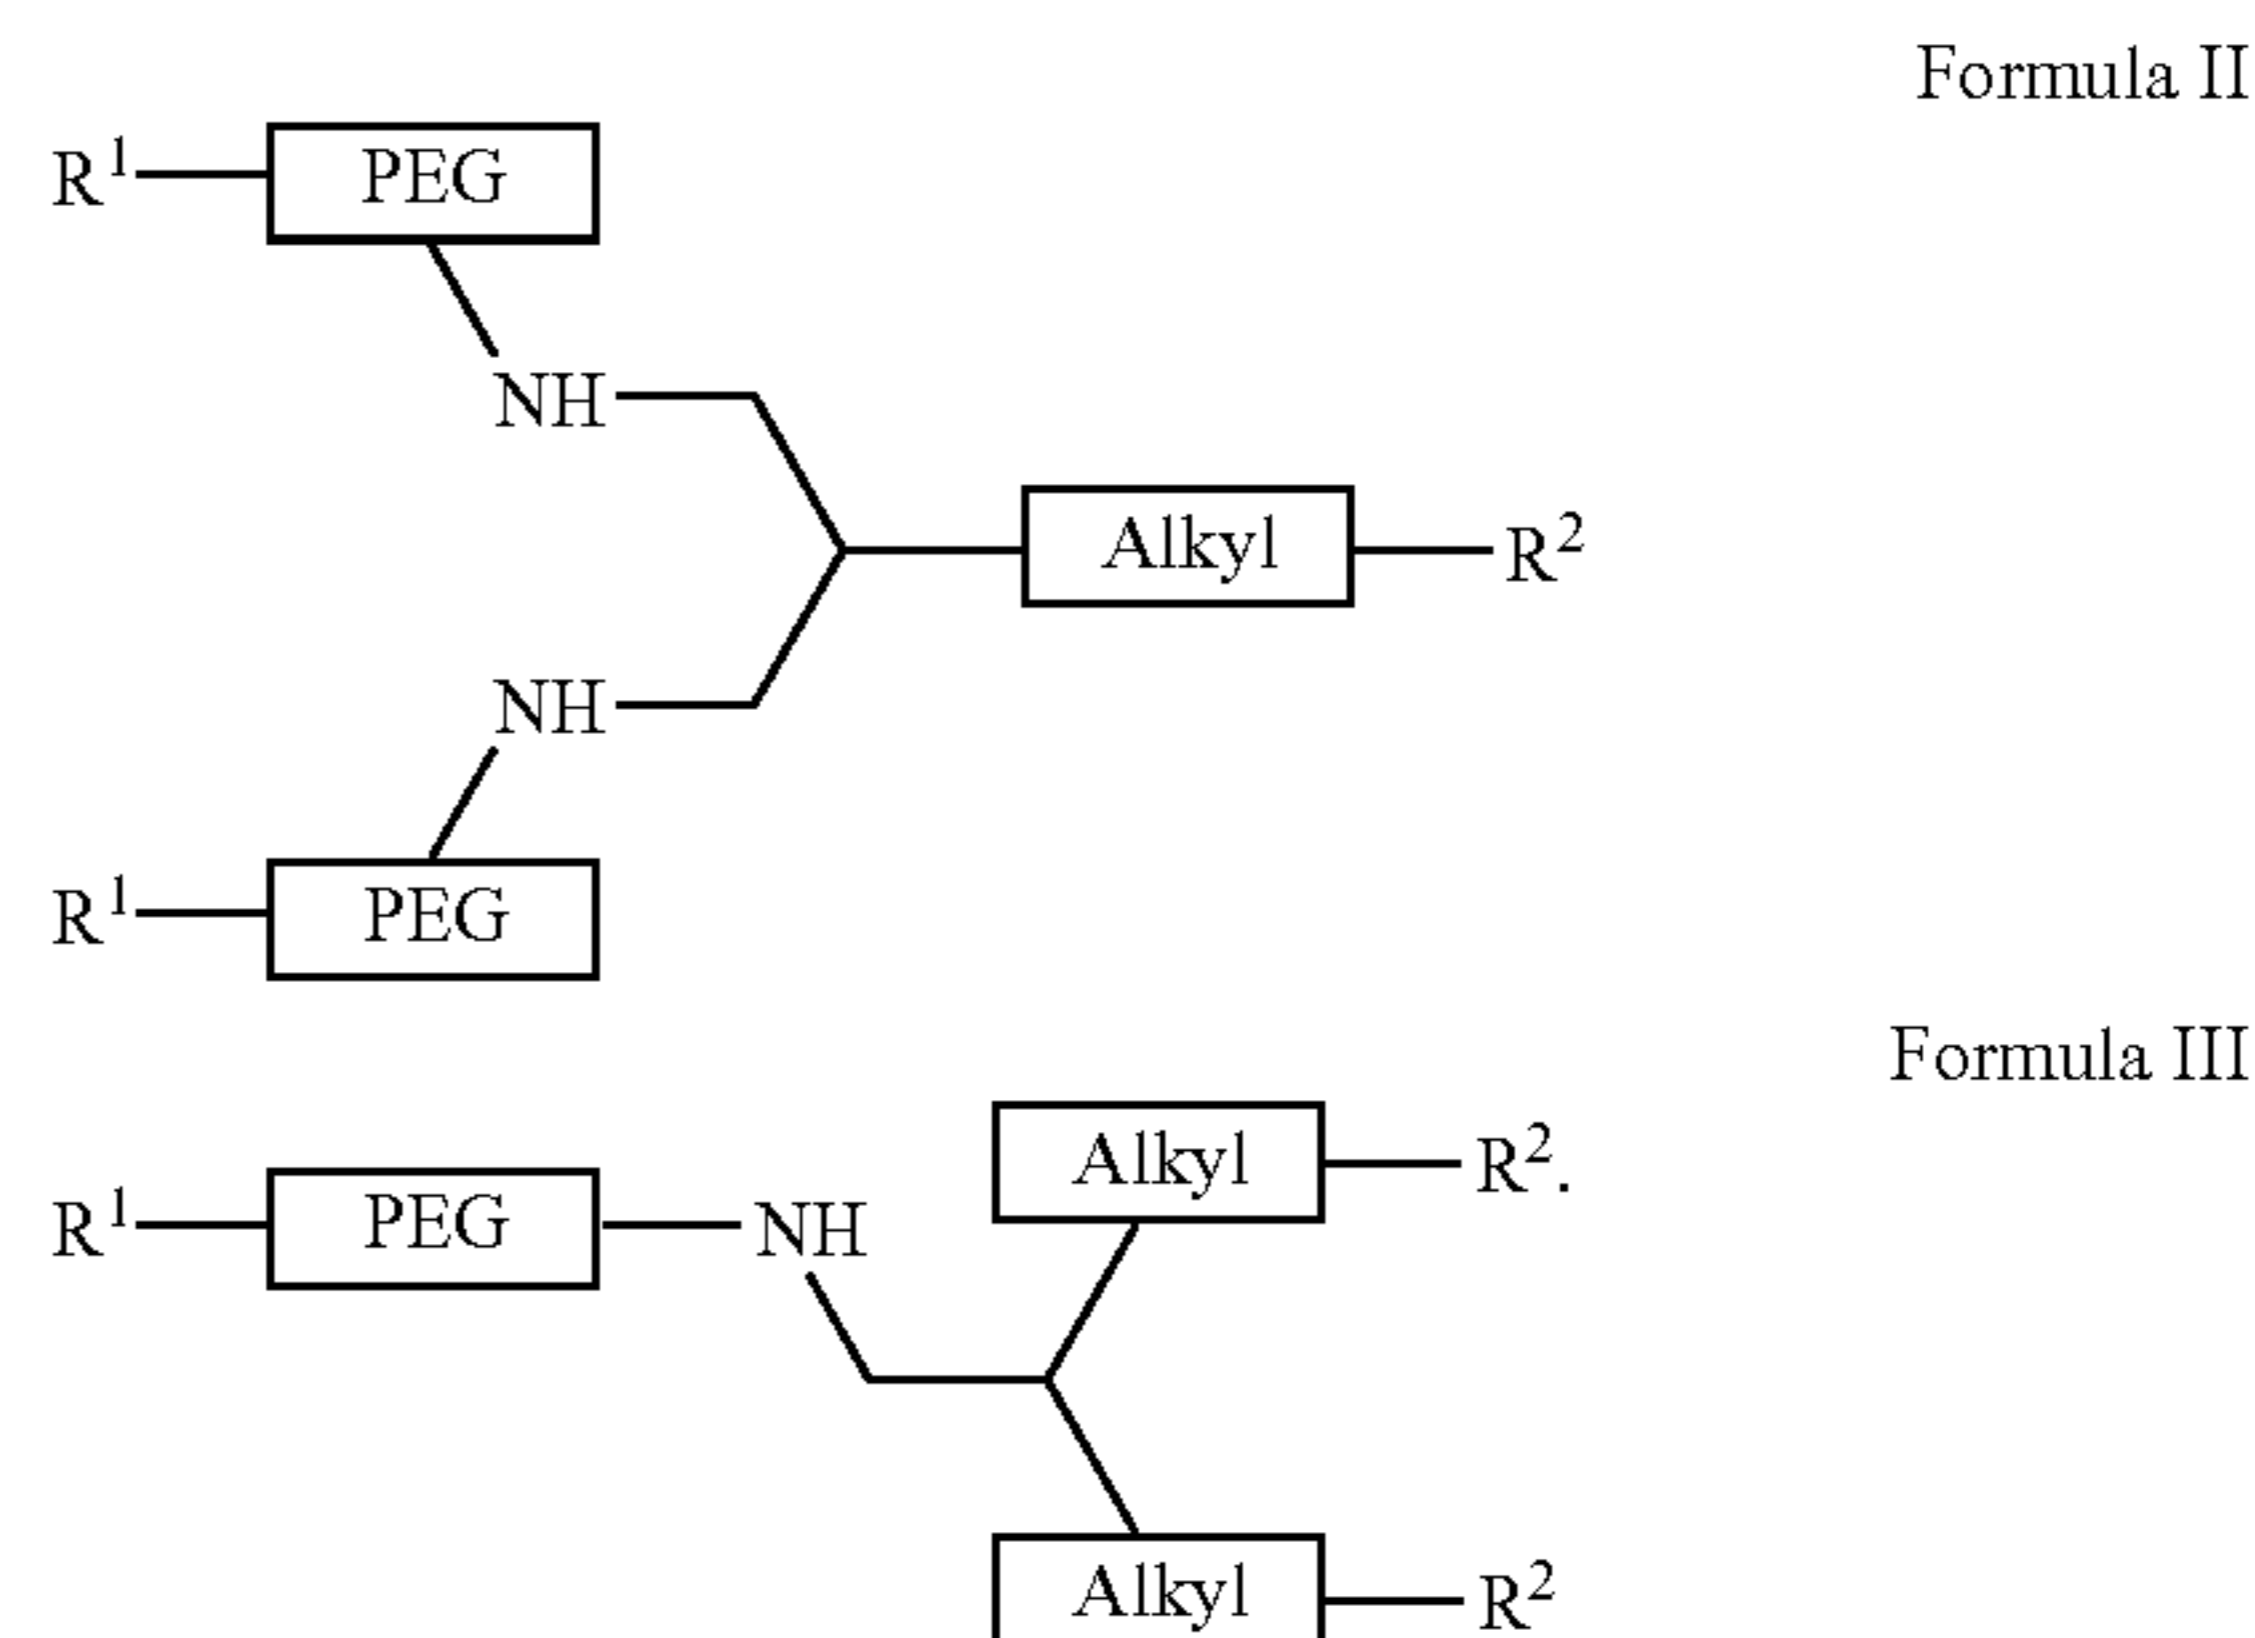 Formula II
R¹ PEG
NH
Alkyl R²
NH
R¹ PEG
Formula III
Alkyl R².
R¹ PEG NH
Alkyl R²